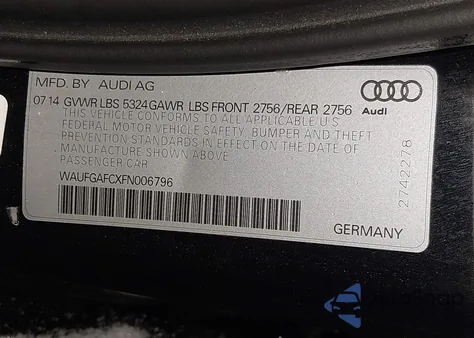 MFD. BY AUDI AG
07 14 GVWR LBS 5324 GAWR LBS FRONT 2756/REAR 2756
THIS VEHICLE CONFORMS TO ALL APPLICABLE U.S
FEDERAL MOTOR VEHICLE SAFETY, BUMPER AND THEFT
PREVENTION STANDARDS IN EFFECT ON THE DATE OF
MANUFACTURE SHOWN ABOVE
PASSENGER CAR
WAUFGAFCXFN006796
Audi
2742278
GERMANY